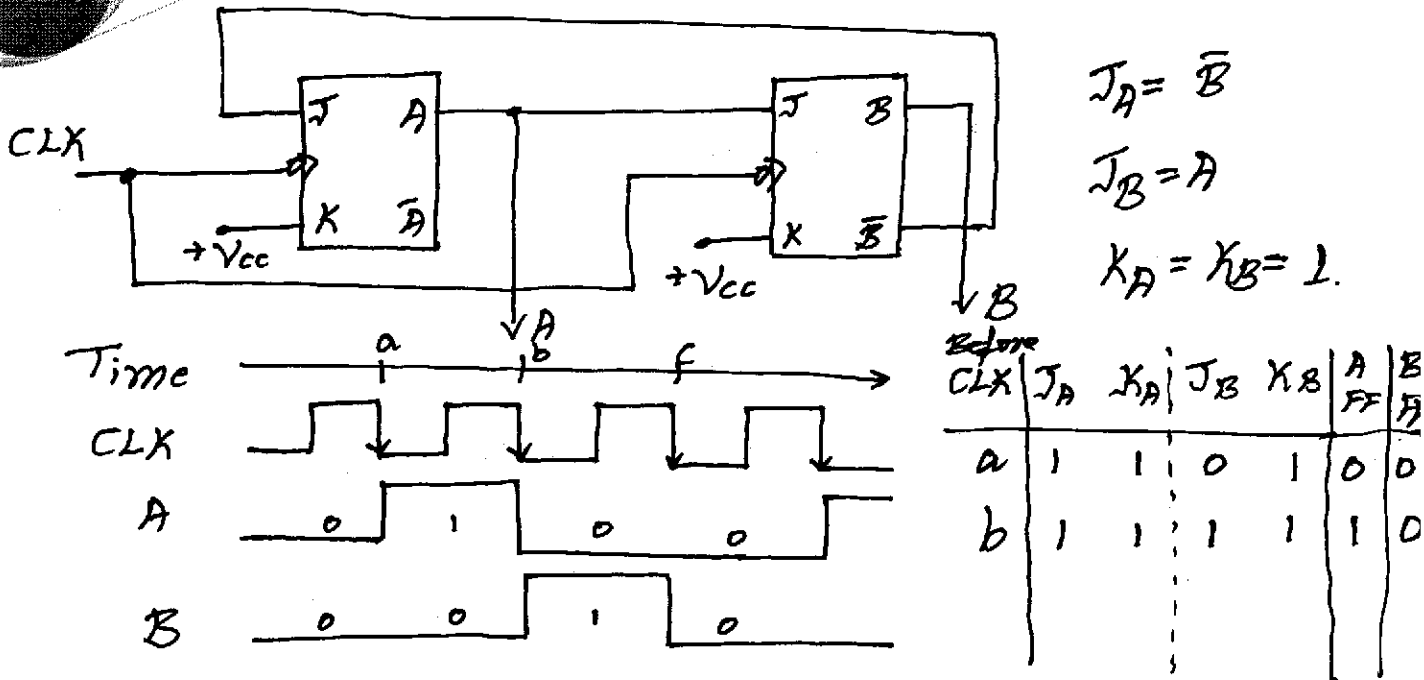 J A J B
CLK
K A̅ K B̅
+Vcc +Vcc
A B
J_A = B̅
J_B = A
K_A = K_B = 1.
Time a b c
CLK
A 0 1 0 0
B 0 0 1 0
Before
CLK J_A K_A J_B K_B A FF B FF
a 1 1 0 1 0 0
b 1 1 1 1 1 0